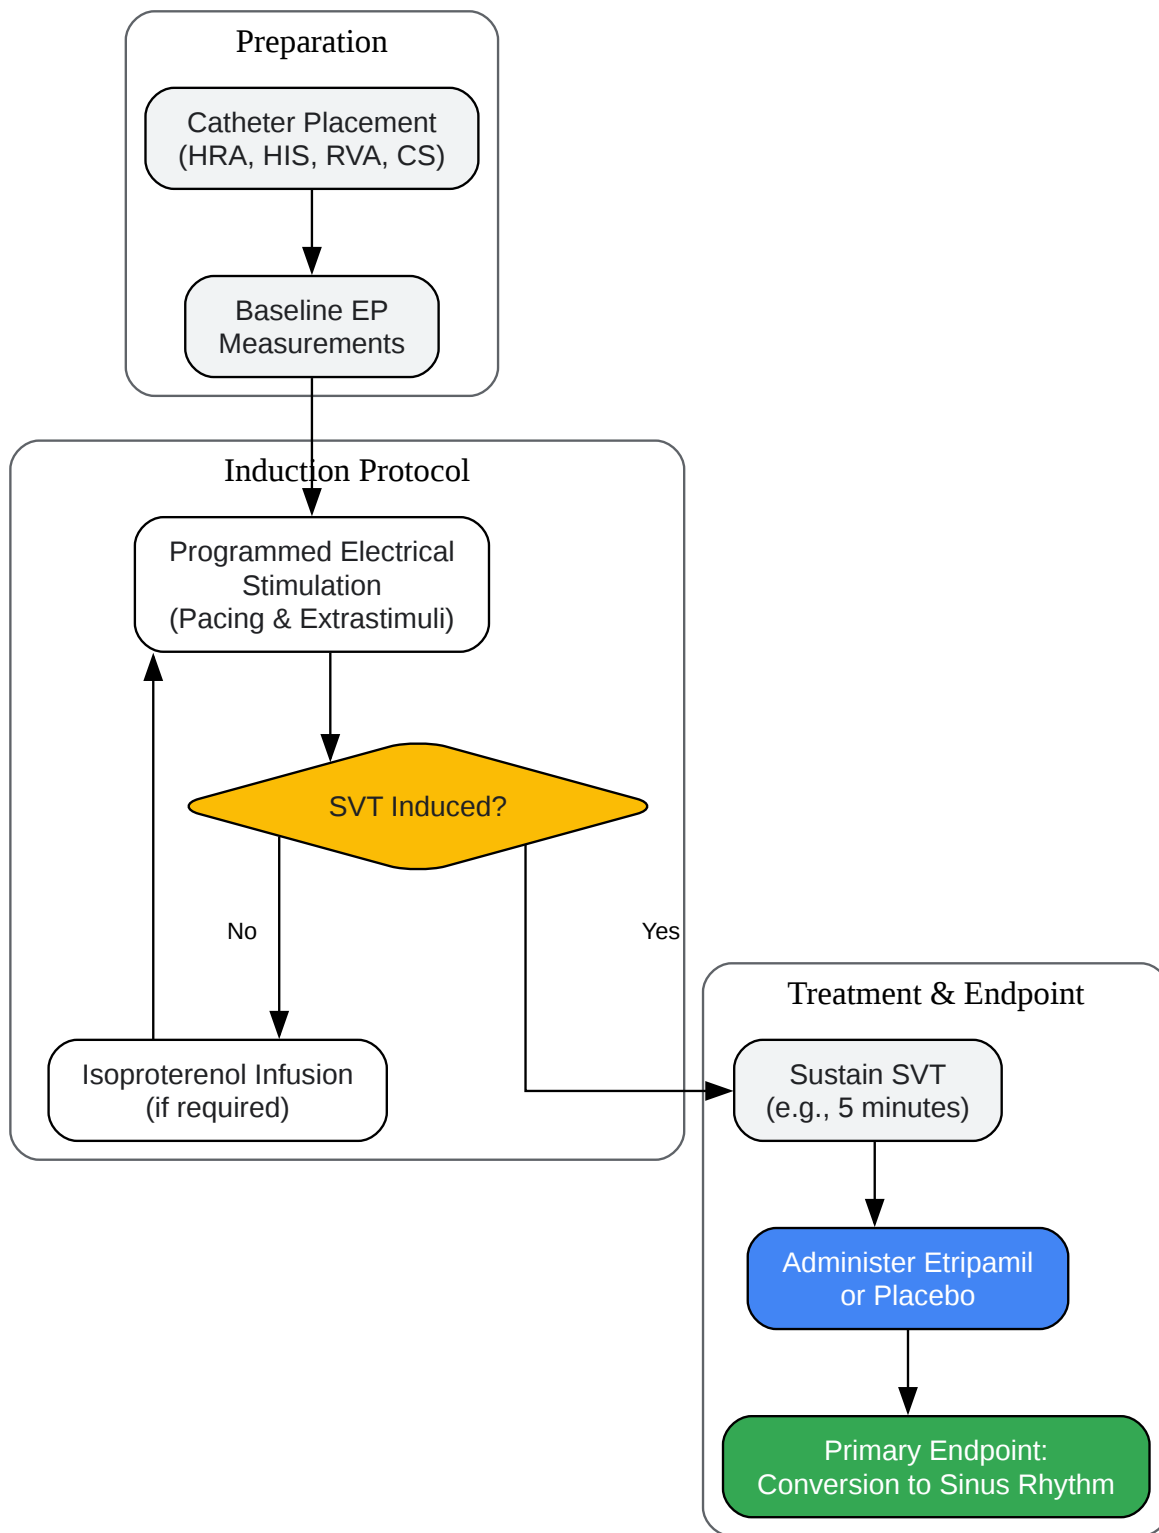 Preparation
Catheter Placement
(HRA, HIS, RVA, CS)
Baseline EP
Measurements
Induction Protocol
Programmed Electrical
Stimulation
(Pacing & Extrastimuli)
SVT Induced?
No
Yes
Isoproterenol Infusion
(if required)
Treatment & Endpoint
Sustain SVT
(e.g., 5 minutes)
Administer Etripamil
or Placebo
Primary Endpoint:
Conversion to Sinus Rhythm